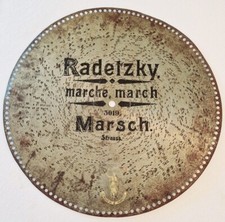 Radetzky.
marche, march
5019.
Marsch.
Strauss.